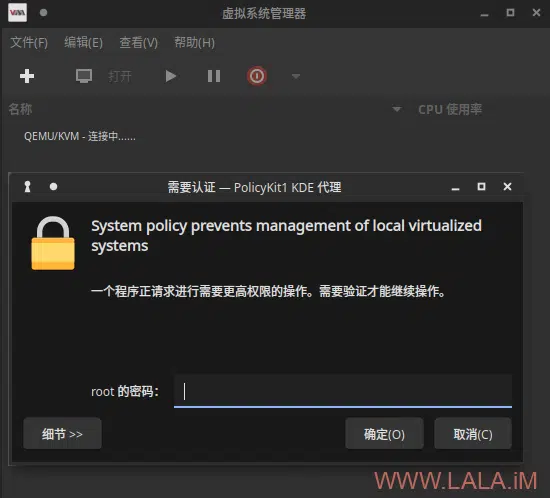 虚拟系统管理器
文件(F) 编辑(E) 查看(V) 帮助(H)
打开
名称 CPU 使用率
QEMU/KVM - 连接中......
需要认证 — PolicyKit1 KDE 代理
System policy prevents management of local virtualized
systems
一个程序正请求进行需要更高权限的操作。需要验证才能继续操作。
root 的密码：
细节 >> 确定(O) 取消(C)
WWW.LALA.iM